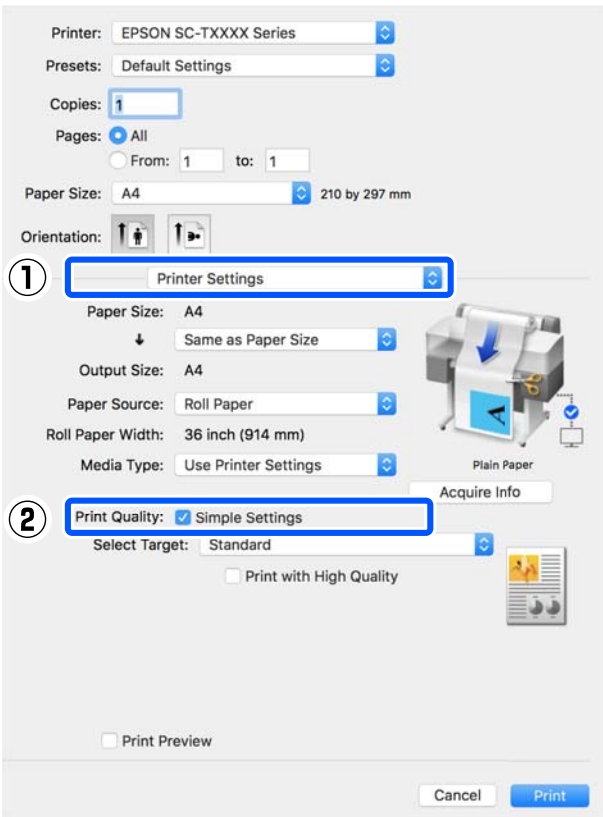 Printer: EPSON SC-TXXXX Series
Presets: Default Settings
Copies: 1
Pages: All
From: 1 to: 1
Paper Size: A4 210 by 297 mm
Orientation:
① Printer Settings
Paper Size: A4
Same as Paper Size
Output Size: A4
Paper Source: Roll Paper
Roll Paper Width: 36 inch (914 mm)
Media Type: Use Printer Settings
A
Plain Paper
Acquire Info
② Print Quality: Simple Settings
Select Target: Standard
Print with High Quality
Print Preview
Cancel Print